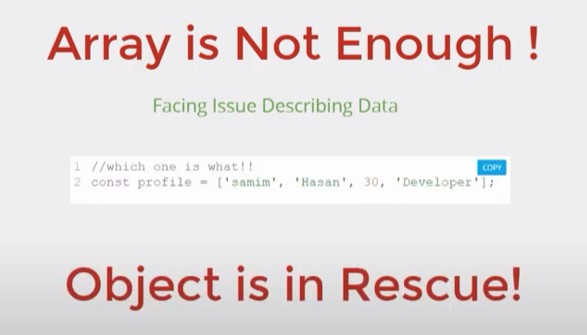 Array is Not Enough !
Facing Issue Describing Data
1 //which one is what!!
COPY
2 const profile = ['samim', 'Hasan', 30, 'Developer'];
Object is in Rescue!